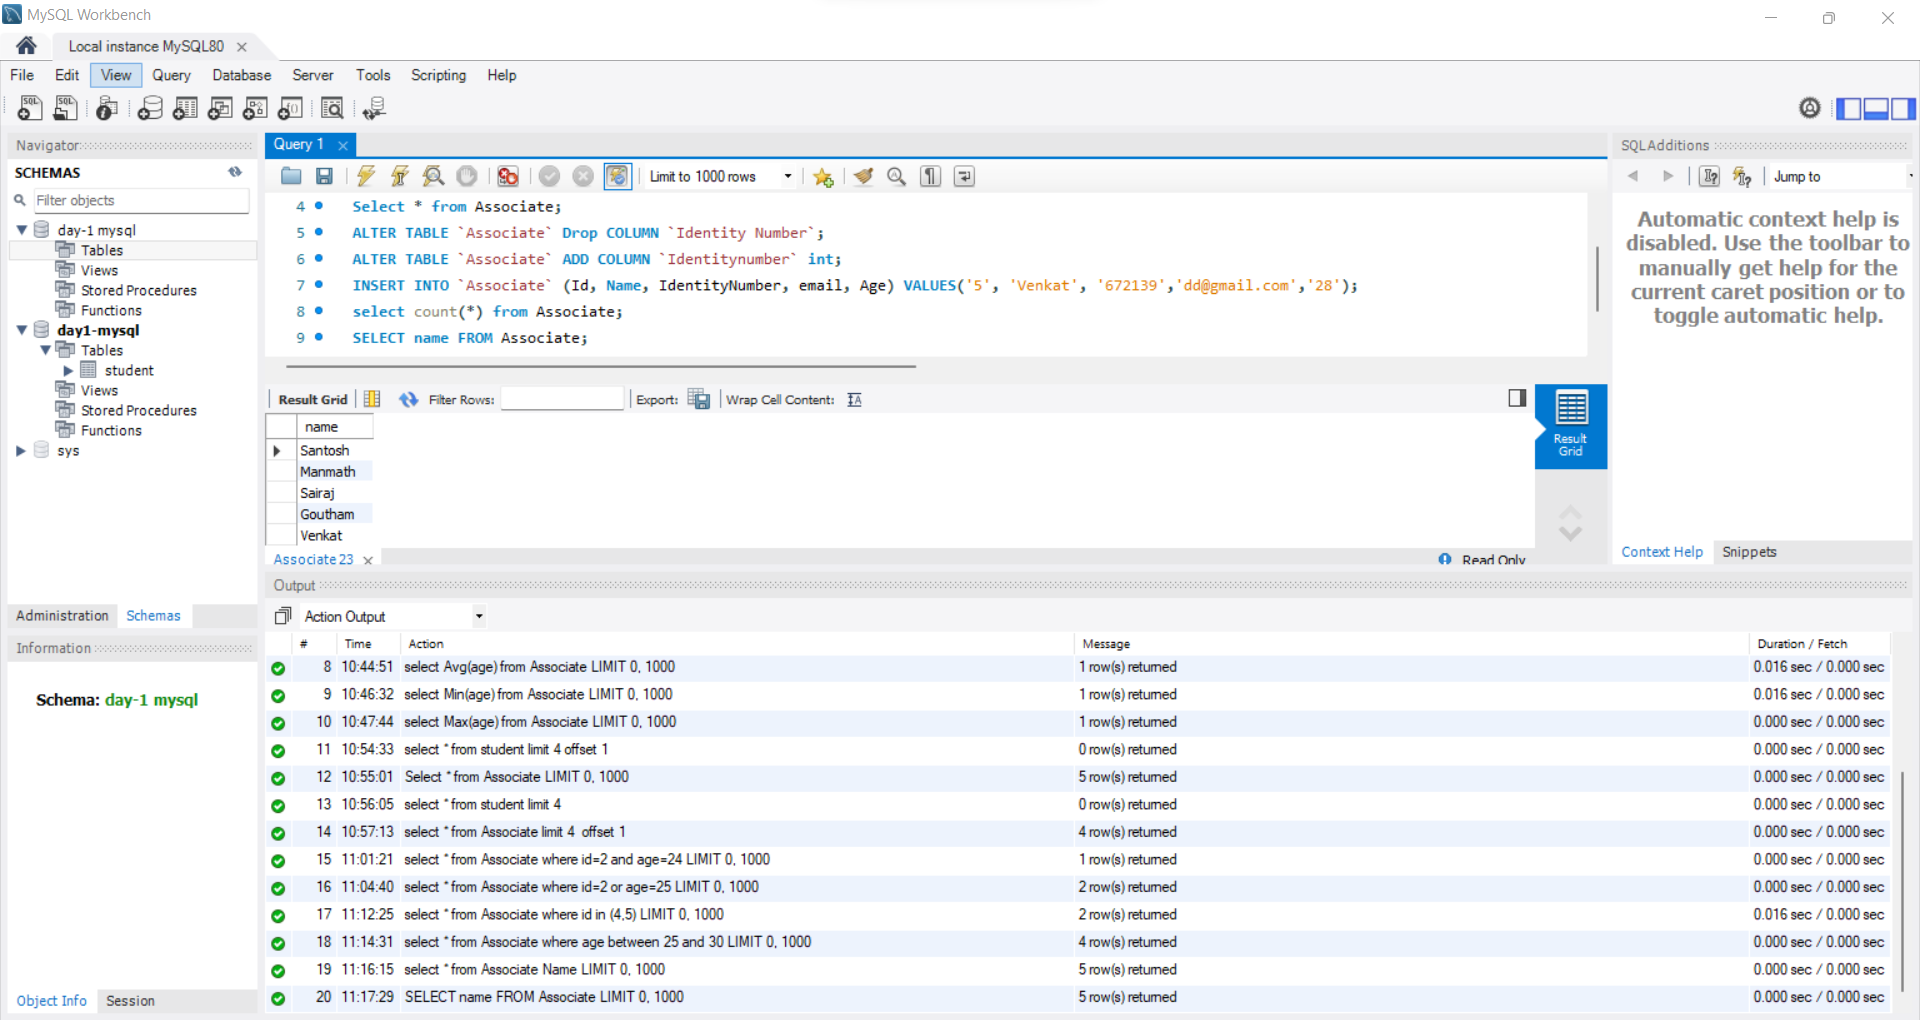 MySQL Workbench
Local instance MySQL80
File Edit View Query Database Server Tools Scripting Help
Navigator
SCHEMAS
Filter objects
day-1 mysql
Tables
Views
Stored Procedures
Functions
day1-mysql
Tables
student
Views
Stored Procedures
Functions
sys
Administration Schemas
Information
Schema: day-1 mysql
Object Info Session
Query 1
Limit to 1000 rows
4 Select * from Associate;
5 ALTER TABLE `Associate` Drop COLUMN `Identity Number`;
6 ALTER TABLE `Associate` ADD COLUMN `Identitynumber` int;
7 INSERT INTO `Associate` (Id, Name, IdentityNumber, email, Age) VALUES('5', 'Venkat', '672139','dd@gmail.com','28');
8 select count(*) from Associate;
9 SELECT name FROM Associate;
Result Grid Filter Rows: Export: Wrap Cell Content:
name
Santosh
Manmath
Sairaj
Goutham
Venkat
Result
Grid
Associate 23
Read Only
SQLAdditions
Jump to
Automatic context help is
disabled. Use the toolbar to
manually get help for the
current caret position or to
toggle automatic help.
Context Help Snippets
Output
Action Output
# Time Action Message Duration / Fetch
8 10:44:51 select Avg(age) from Associate LIMIT 0, 1000 1 row(s) returned 0.016 sec / 0.000 sec
9 10:46:32 select Min(age) from Associate LIMIT 0, 1000 1 row(s) returned 0.016 sec / 0.000 sec
10 10:47:44 select Max(age) from Associate LIMIT 0, 1000 1 row(s) returned 0.000 sec / 0.000 sec
11 10:54:33 select * from student limit 4 offset 1 0 row(s) returned 0.000 sec / 0.000 sec
12 10:55:01 Select * from Associate LIMIT 0, 1000 5 row(s) returned 0.000 sec / 0.000 sec
13 10:56:05 select * from student limit 4 0 row(s) returned 0.000 sec / 0.000 sec
14 10:57:13 select * from Associate limit 4 offset 1 4 row(s) returned 0.000 sec / 0.000 sec
15 11:01:21 select * from Associate where id=2 and age=24 LIMIT 0, 1000 1 row(s) returned 0.000 sec / 0.000 sec
16 11:04:40 select * from Associate where id=2 or age=25 LIMIT 0, 1000 2 row(s) returned 0.000 sec / 0.000 sec
17 11:12:25 select * from Associate where id in (4,5) LIMIT 0, 1000 2 row(s) returned 0.016 sec / 0.000 sec
18 11:14:31 select * from Associate where age between 25 and 30 LIMIT 0, 1000 4 row(s) returned 0.000 sec / 0.000 sec
19 11:16:15 select * from Associate Name LIMIT 0, 1000 5 row(s) returned 0.000 sec / 0.000 sec
20 11:17:29 SELECT name FROM Associate LIMIT 0, 1000 5 row(s) returned 0.000 sec / 0.000 sec